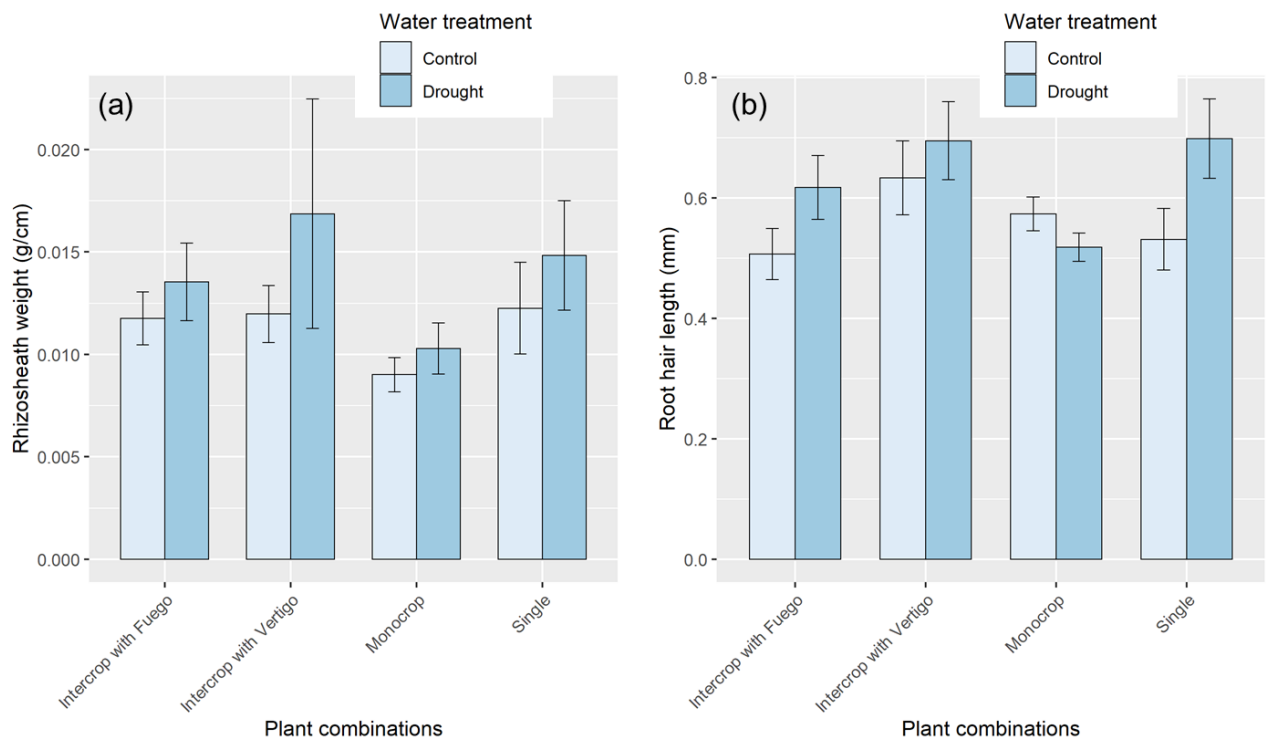 Water treatment
Control
Drought
(a)
0.020
0.015
0.010
0.005
0.000
Rhizosheath weight (g/cm)
Intercrop with Fuego
Intercrop with Vertigo
Monocrop
Single
Plant combinations
Water treatment
Control
Drought
(b)
0.8
0.6
0.4
0.2
0.0
Root hair length (mm)
Intercrop with Fuego
Intercrop with Vertigo
Monocrop
Single
Plant combinations